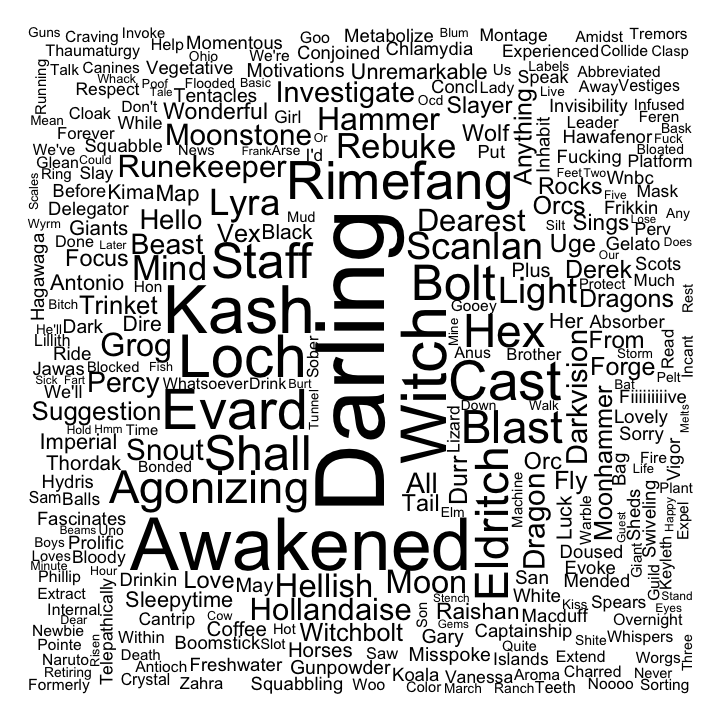 Guns Craving Invoke
Thaumaturgy Help Momentous Goo Metabolize Blum Montage Amidst Tremors
Ohio We're Conjoined Chlamydia Experienced Collide Clasp
Running Talk Canines Vegetative Motivations Unremarkable Us Labels Abbreviated
Whack Poof Flooded Basic Speak
Respect Tale Tentacles Investigate Ocd Concl Lady Live Away Vestiges
Mean Cloak Don't Wonderful Girl Hammer Slayer Anything Invisibility Infused
Forever While Moonstone Or Wolf Inhabit Leader Feren
We've Squabble News Frank Arse I'd Rebuke Put Hawafenor Fuck Bask
Glean Could Runekeeper Fucking Platform Bloated
Scales Ring Slay Rimefang Feet Two Wnbc
Before Kima Map Lyra Rocks Five Mask
Wyrm Delegator Hello Mud Dearest Orcs Frikkin Any
Giants Vex Black Silt Sings Lose Perv
Done Later Beast Staff Darling Scanlan Uge Gelato Does
Hagawaga Focus Mind Plus Our
Antonio Hon Bolt Derek Scots
Bitch Trinket Kash Light Protect Much Rest
Gooey Dragons
He'll Dark Dire Witch Mine Hex Her Absorber
Lillith Grog Loch Sober Anus Brother From Read Incant
Ride Darkvision Storm
Jawas Blocked Fish Cast Forge Pelt
Sick Fart Percy Whatsoever Drink Burt Bat
We'll Fiiiiiiiive
Suggestion Evard Tunnel Down Walk Moonhammer Lovely Melts
Hold Hmm Time Lizard Blast Sorry
Imperial Snout Shall
Thordak Bonded All Durr Orc Bag Fire Vigor
Hydris Agonizing Eldritch Machine Dragon Fly Life
Sam Balls Tail Luck Warble Guest Sheds Swiveling Plant
Fascinates Elm Happy Expel
Beams Uno Awakened
Boys Prolific Doused Giant Guild Keyleth
Loves Bloody Evoke
Minute Hour
Phillip Telepathically Drinkin Love May Hellish Moon San Mended
Extract Sleepytime Stench White Kiss Spears Stand
Internal Cow Hollandaise Son Raishan Macduff Eyes
Dear Cantrip Gems Overnight
Newbie Coffee Hot Witchbolt Gary Captainship Whispers
Pointe Risen Within Boomstick Slot Horses Misspoke Quite Shite Three
Naruto Death Saw Islands Extend Worgs
Retiring Antioch Freshwater Gunpowder Koala Vanessa Aroma Charred Never
Formerly Crystal Zahra Squabbling Woo Color March Ranch Teeth Noooo Sorting